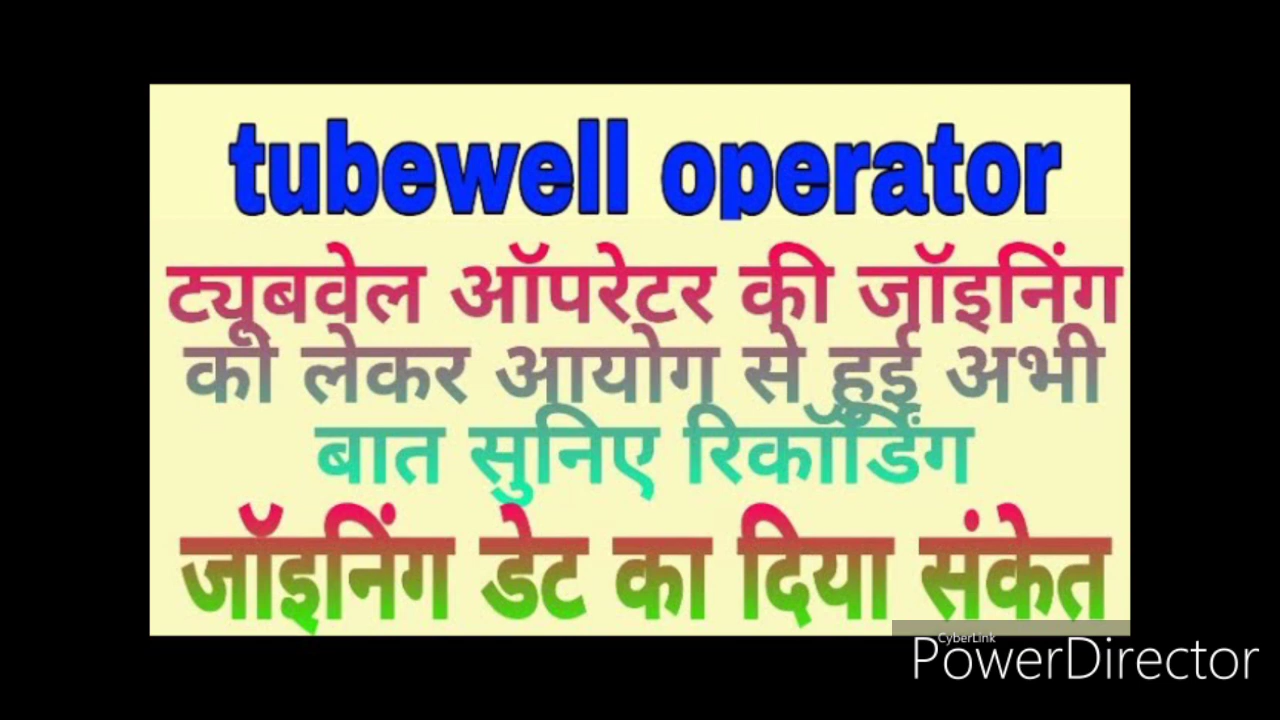 tubewell operator
ट्यूबवेल ऑपरेटर की जॉइनिंग
को लेकर आयोग से हुई अभी
बात सुनिए रिकॉर्डिंग
जॉइनिंग डेट का दिया संकेत
CyberLink
PowerDirector